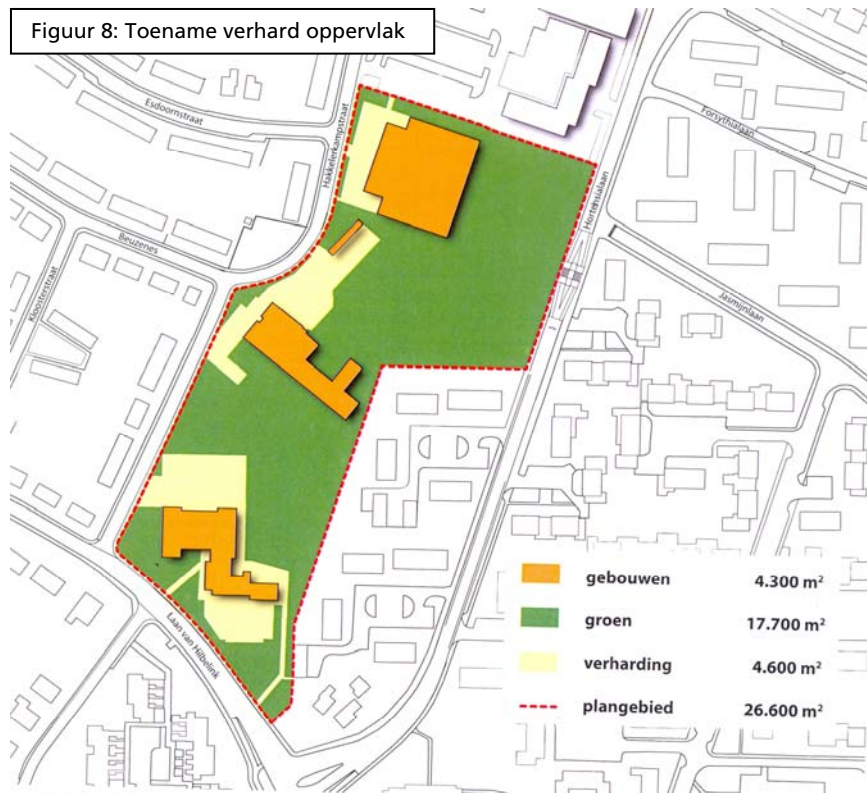 Figuur 8: Toename verhard oppervlak
Esdoornstraat
Hakkelerkampstraat
Forsythialaan
Hortensialaan
Beuzenes
Kloosterstraat
Jasmijnlaan
Laan van Hilbelink
gebouwen 4.300 m²
groen 17.700 m²
verharding 4.600 m²
plangebied 26.600 m²